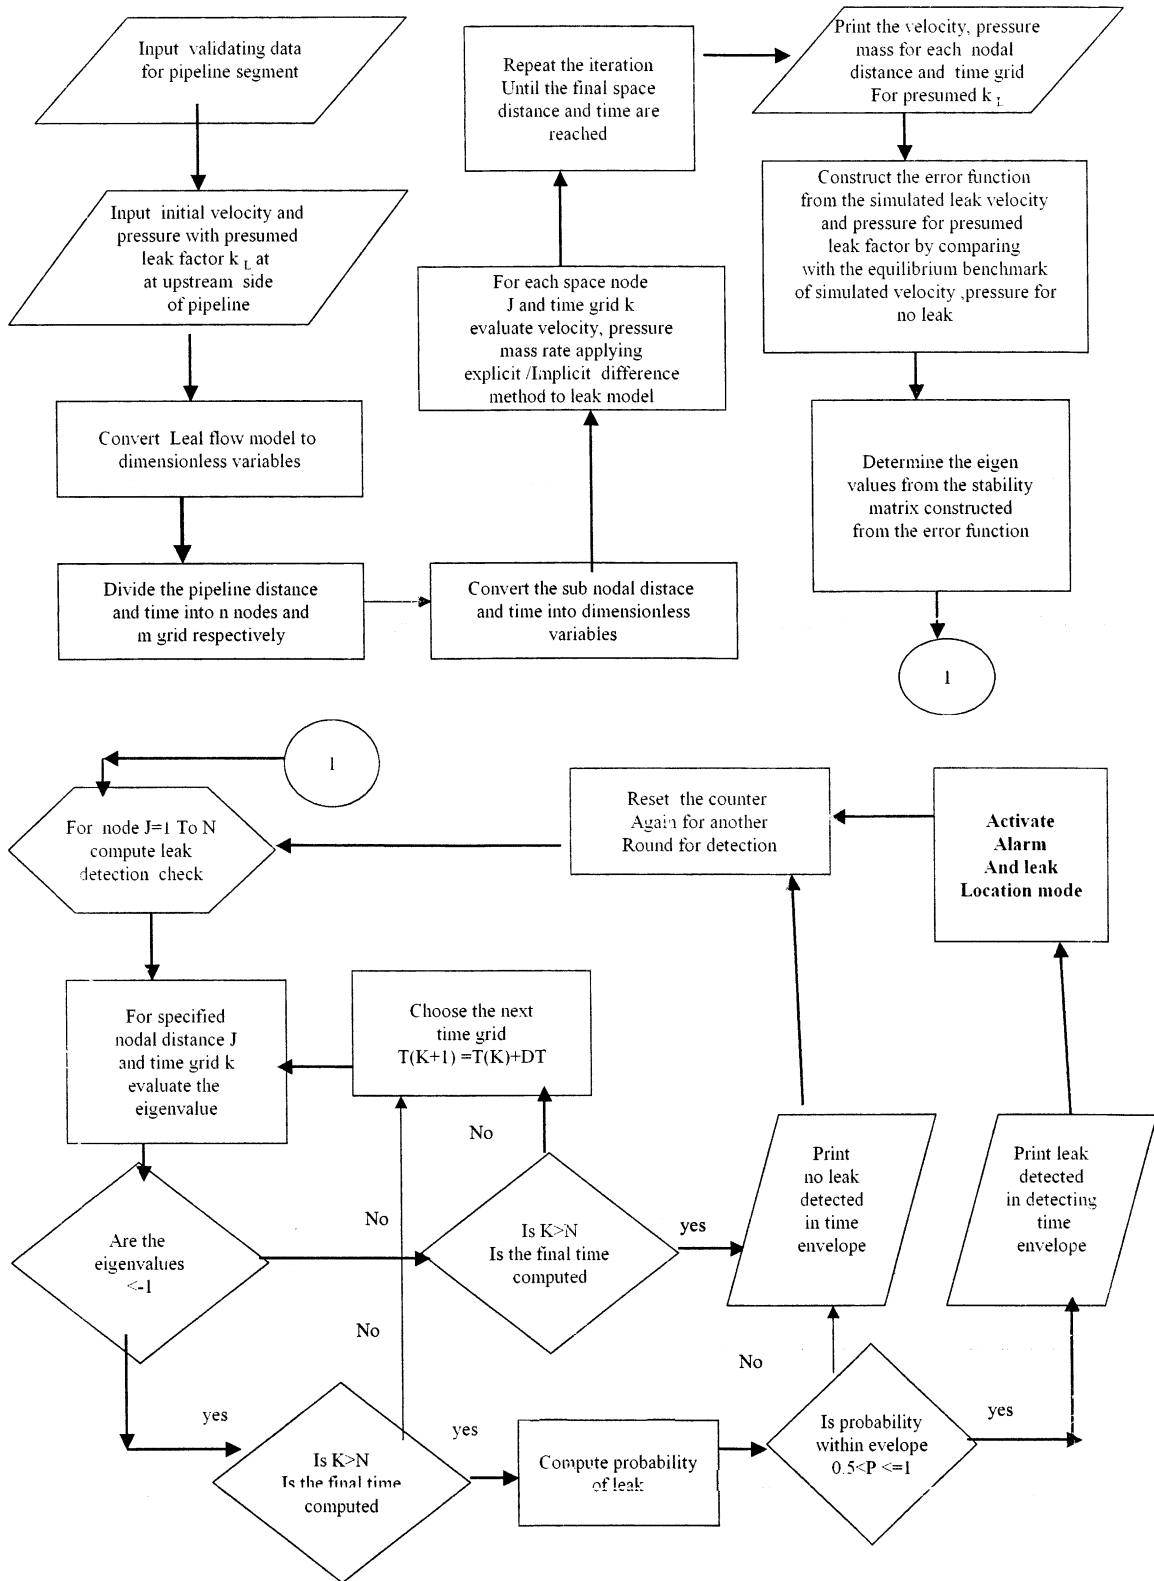 Input validating data
for pipeline segment
Input initial velocity and
pressure with presumed
leak factor k L at
at upstream side
of pipeline
Convert Leal flow model to
dimensionless variables
Divide the pipeline distance
and time into n nodes and
m grid respectively
Convert the sub nodal distace
and time into dimensionless
variables
For each space node
J and time grid k
evaluate velocity, pressure
mass rate applying
explicit /Implicit difference
method to leak model
Repeat the iteration
Until the final space
distance and time are
reached
Print the velocity, pressure
mass for each nodal
distance and time grid
For presumed k L
Construct the error function
from the simulated leak velocity
and pressure for presumed
leak factor by comparing
with the equilibrium benchmark
of simulated velocity ,pressure for
no leak
Determine the eigen
values from the stability
matrix constructed
from the error function
1
1
For node J=1 To N
compute leak
detection check
Reset the counter
Again for another
Round for detection
Activate
Alarm
And leak
Location mode
For specified
nodal distance J
and time grid k
evaluate the
eigenvalue
Choose the next
time grid
T(K+1) =T(K)+DT
No
No
Are the
eigenvalues
<-1
Is K>N
Is the final time
computed
yes
Print
no leak
detected
in time
envelope
Print leak
detected
in detecting
time
envelope
No
No
yes
Is K>N
Is the final time
computed
yes
Compute probability
of leak
Is probability
within evelope
0.5<P <=1
yes